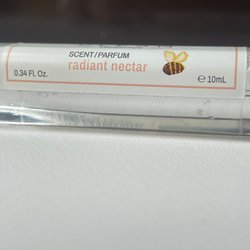 SCENT/PARFUM
radiant nectar
0.34 Fl. Oz.
℮ 10mL